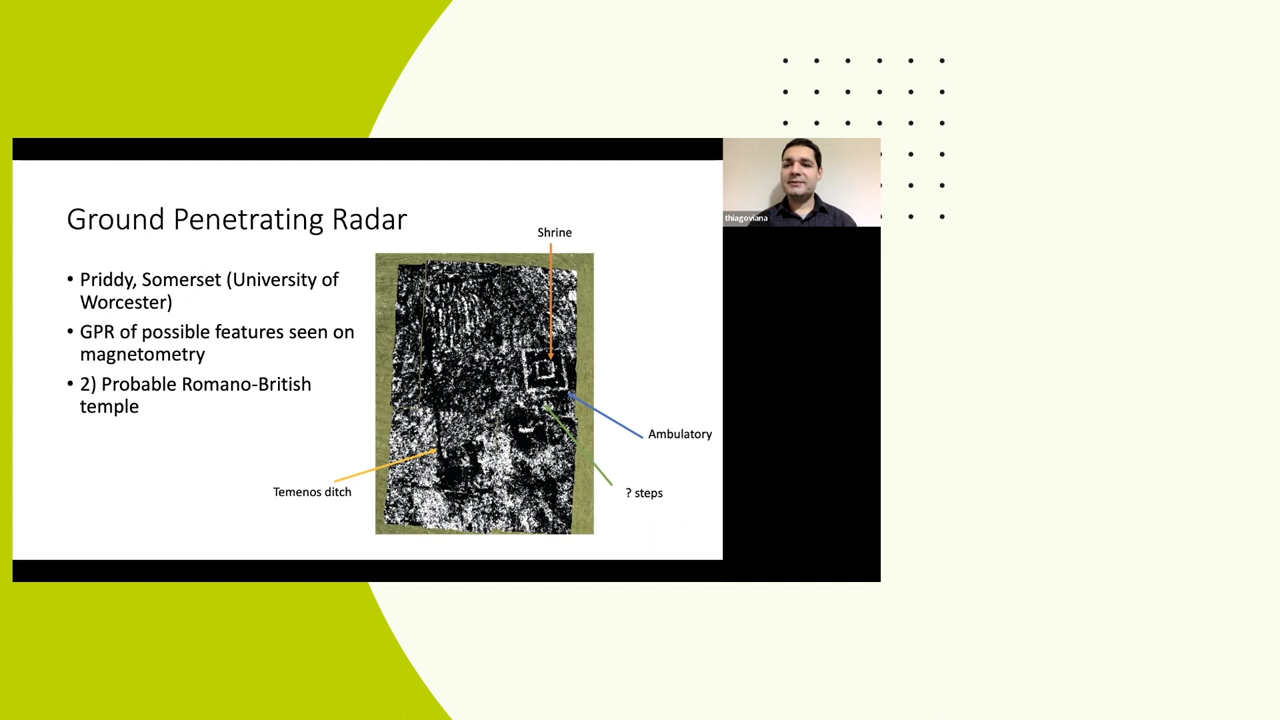 Ground Penetrating Radar
• Priddy, Somerset (University of
Worcester)
• GPR of possible features seen on
magnetometry
• 2) Probable Romano-British
temple
Shrine
Ambulatory
? steps
Temenos ditch
thiagoviana